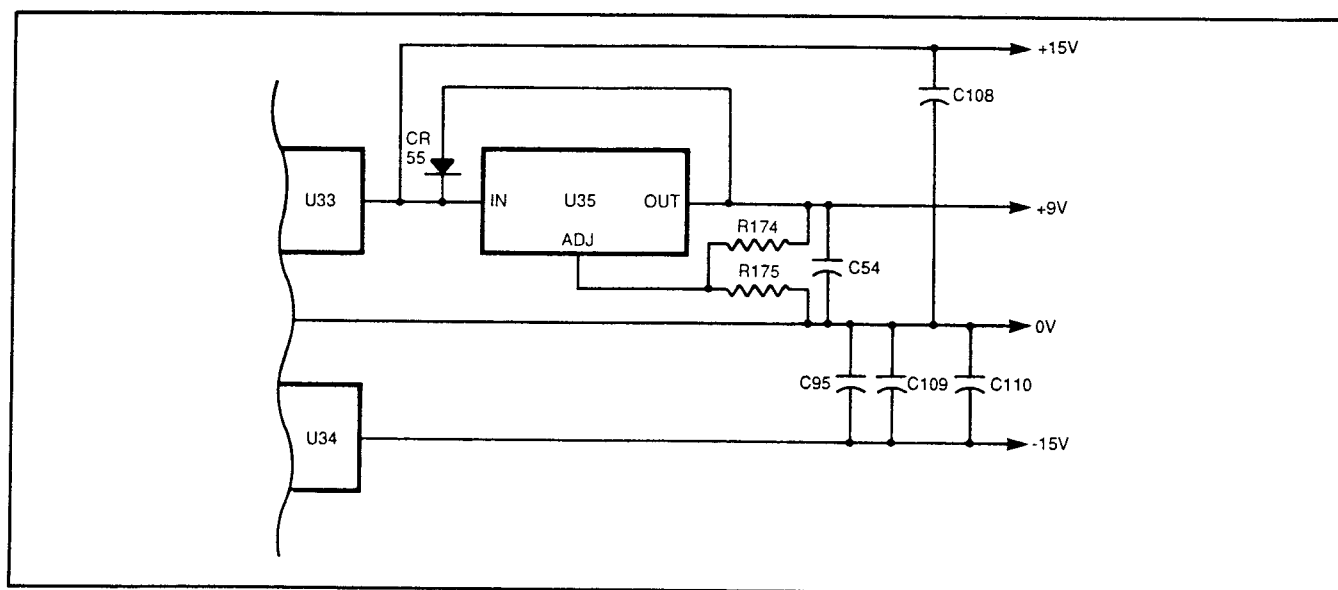 +15V
C108
CR
55
U33
IN
U35
OUT
ADJ
+9V
R174
C54
R175
0V
C95
C109
C110
U34
-15V